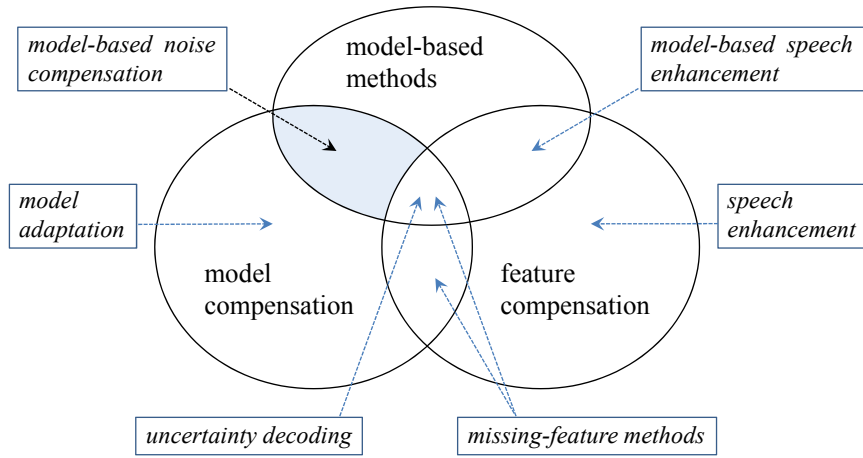 model-based noise
compensation
model-based
methods
model-based speech
enhancement
model
adaptation
speech
enhancement
model
compensation
feature
compensation
uncertainty decoding
missing-feature methods